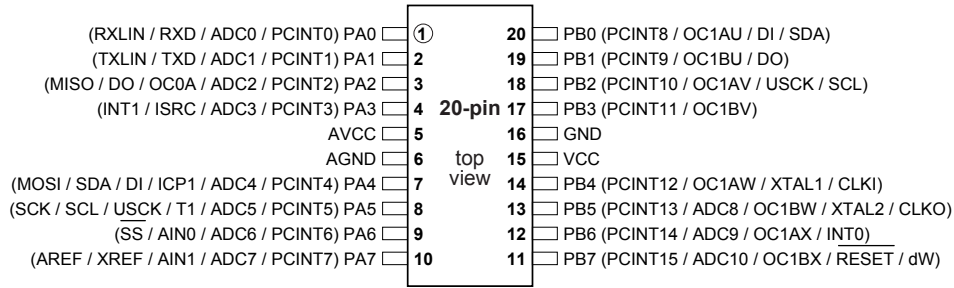 (RXLIN / RXD / ADC0 / PCINT0) PA0 1 20 PB0 (PCINT8 / OC1AU / DI / SDA)
(TXLIN / TXD / ADC1 / PCINT1) PA1 2 19 PB1 (PCINT9 / OC1BU / DO)
(MISO / DO / OC0A / ADC2 / PCINT2) PA2 3 18 PB2 (PCINT10 / OC1AV / USCK / SCL)
(INT1 / ISRC / ADC3 / PCINT3) PA3 4 20-pin 17 PB3 (PCINT11 / OC1BV)
AVCC 5 16 GND
AGND 6 top 15 VCC
view
(MOSI / SDA / DI / ICP1 / ADC4 / PCINT4) PA4 7 14 PB4 (PCINT12 / OC1AW / XTAL1 / CLKI)
(SCK / SCL / USCK / T1 / ADC5 / PCINT5) PA5 8 13 PB5 (PCINT13 / ADC8 / OC1BW / XTAL2 / CLKO)
(SS / AIN0 / ADC6 / PCINT6) PA6 9 12 PB6 (PCINT14 / ADC9 / OC1AX / INT0)
(AREF / XREF / AIN1 / ADC7 / PCINT7) PA7 10 11 PB7 (PCINT15 / ADC10 / OC1BX / RESET / dW)